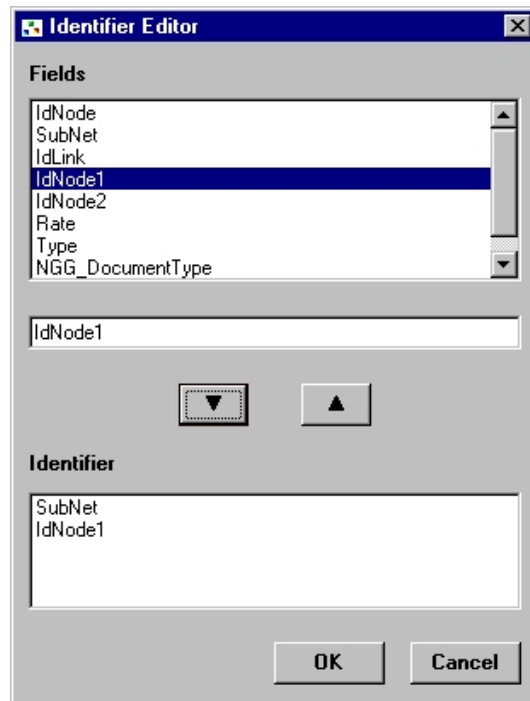 Identifier Editor
Fields
IdNode
SubNet
IdLink
IdNode1
IdNode2
Rate
Type
NGG_DocumentType
IdNode1
Identifier
SubNet
IdNode1
OK Cancel